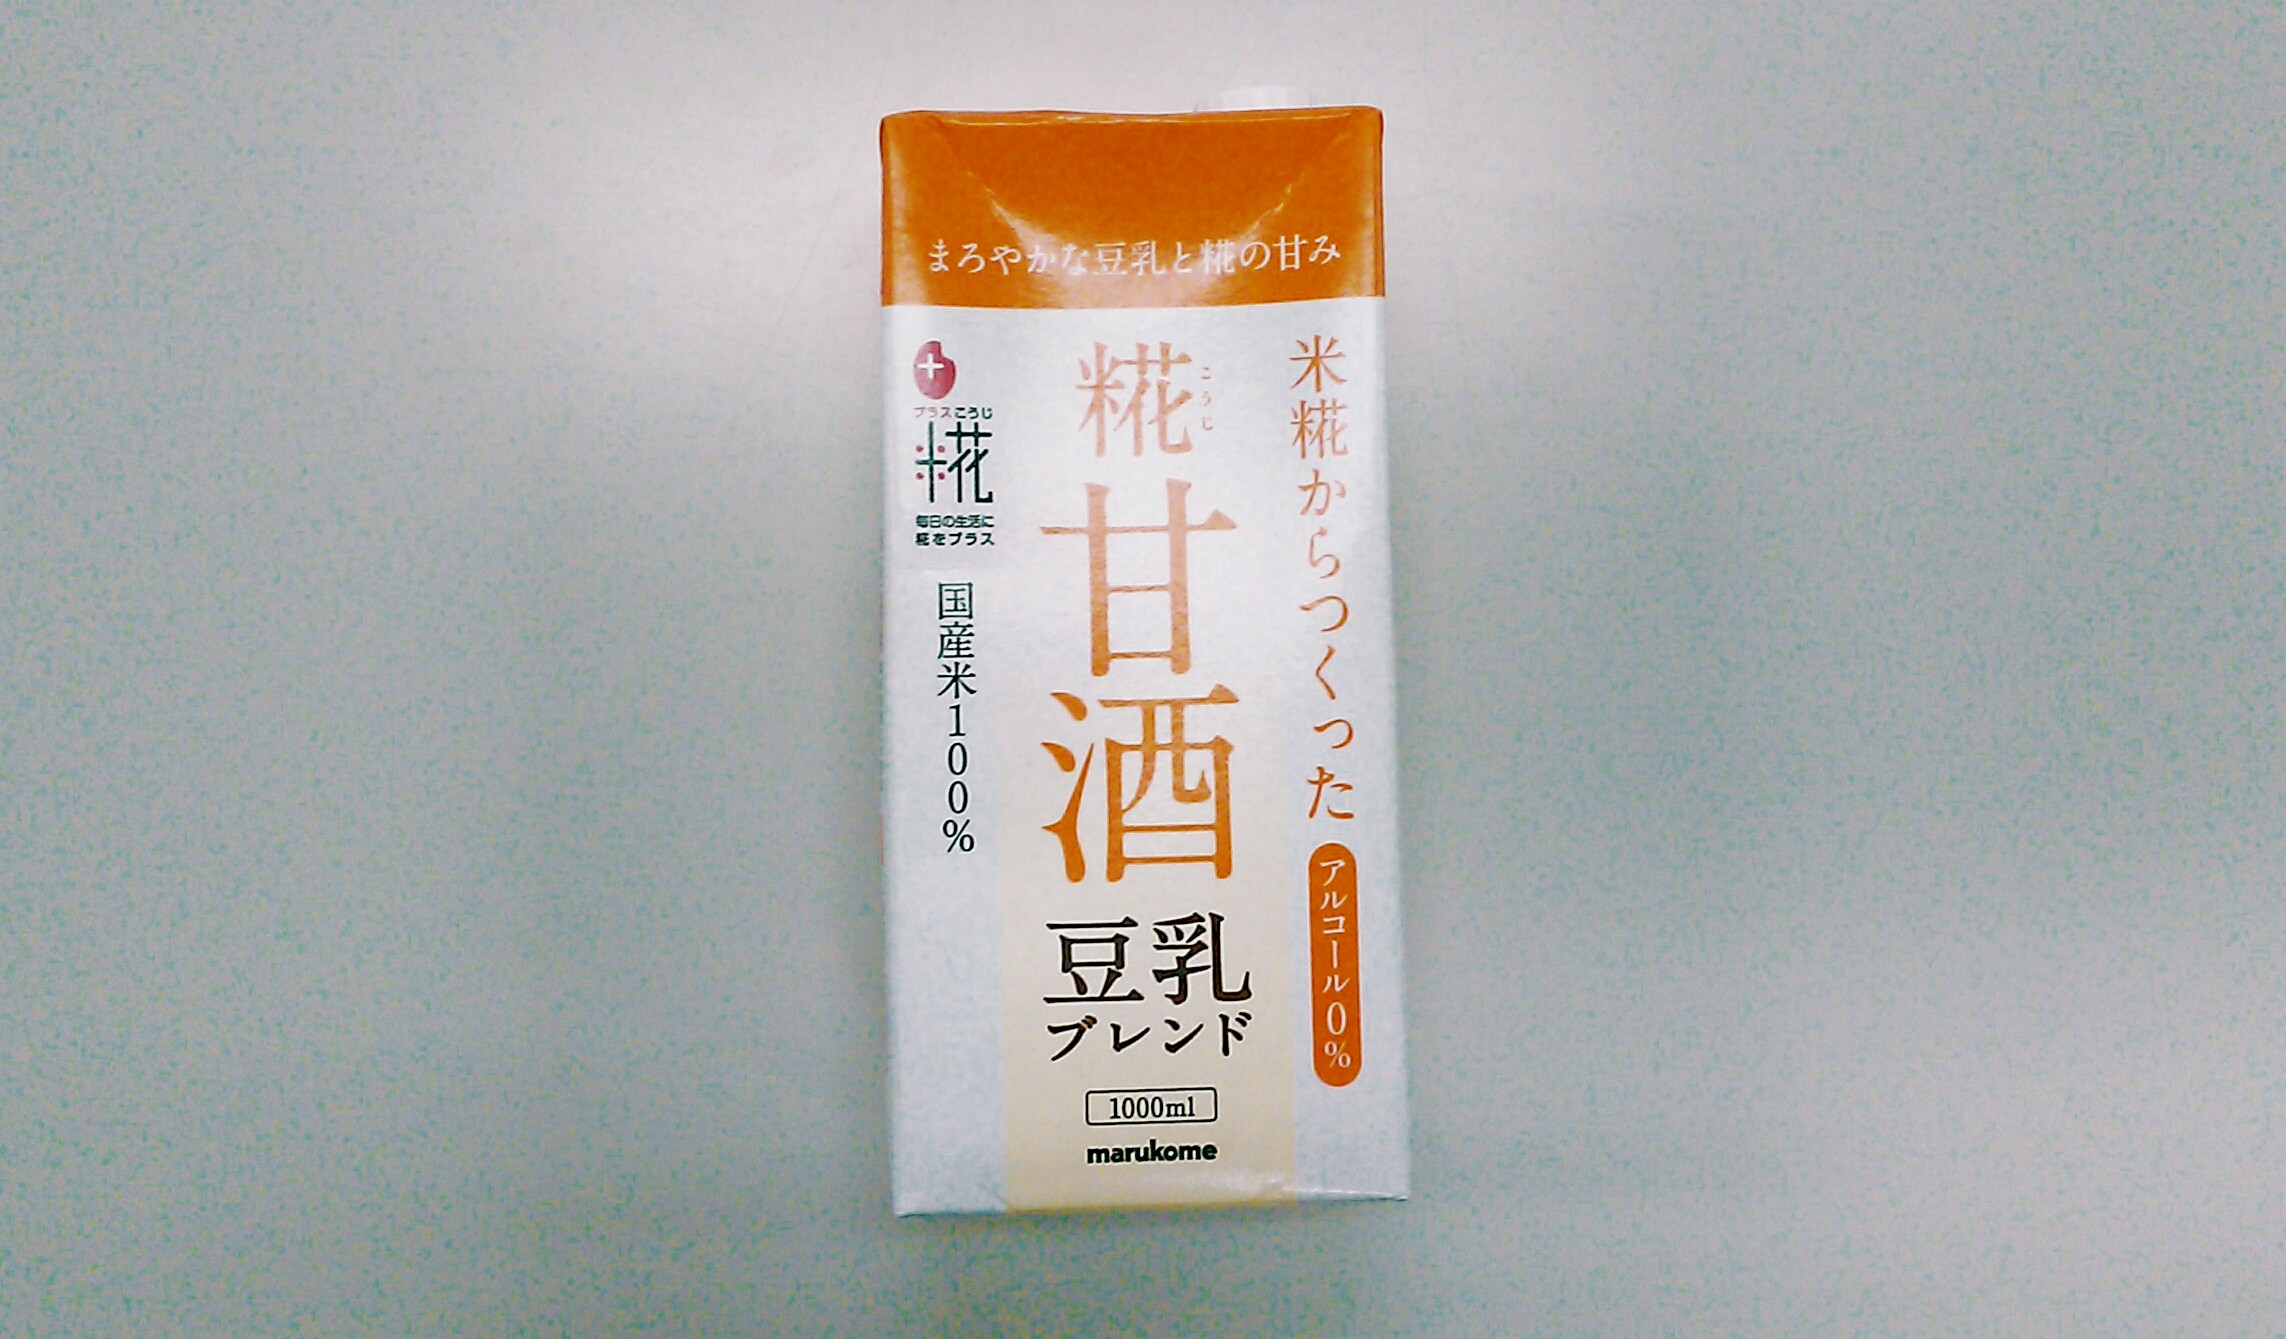 まろやかな豆乳と糀の甘み
米糀からつくった
アルコール0%
糀甘酒
こうじ
豆乳
ブレンド
1000ml
marukome
プラスこうじ
糀
毎日の生活に
糀をプラス
国産米100%